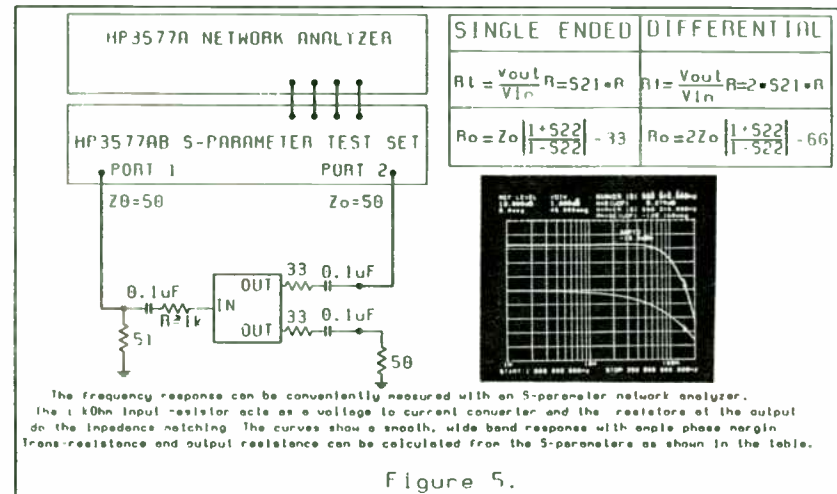 HP3577A NETWORK ANALYZER
HP3577AB S-PARAMETER TEST SET
PORT 1 PORT 2
Z0=50 Zo=50
0.1uF
R=1k
51
IN
OUT
OUT
33 0.1uF
33 0.1uF
50
SINGLE ENDED DIFFERENTIAL
Rt = Vout/Vin R=S21•R
Rt= Vout/Vin R=2•S21•R
Ro=Zo |1+S22/1-S22| -33
Ro=2Zo |1+S22/1-S22| -66
REF LEVEL /DIV
START 1 STOP
The frequency response can be conveniently measured with an S-parameter network analyzer.
The 1 kOhm input resistor acts as a voltage to current converter and the resistors at the output
do the impedance matching The curves show a smooth, wide band response with ample phase margin
Trans-resistance and output resistance can be calculated from the S-parameters as shown in the table.
Figure 5.